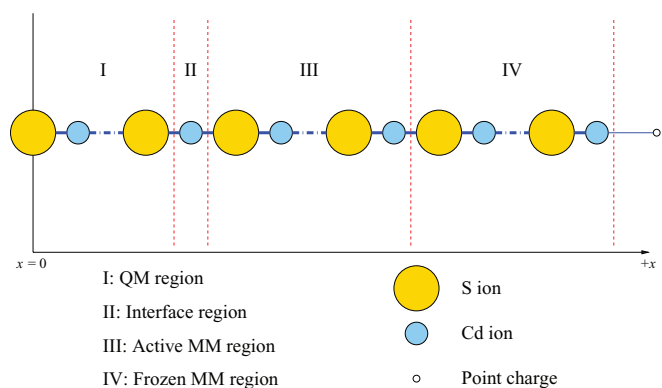 I II III IV
x = 0 +x
I: QM region
II: Interface region
III: Active MM region
IV: Frozen MM region
S ion
Cd ion
Point charge